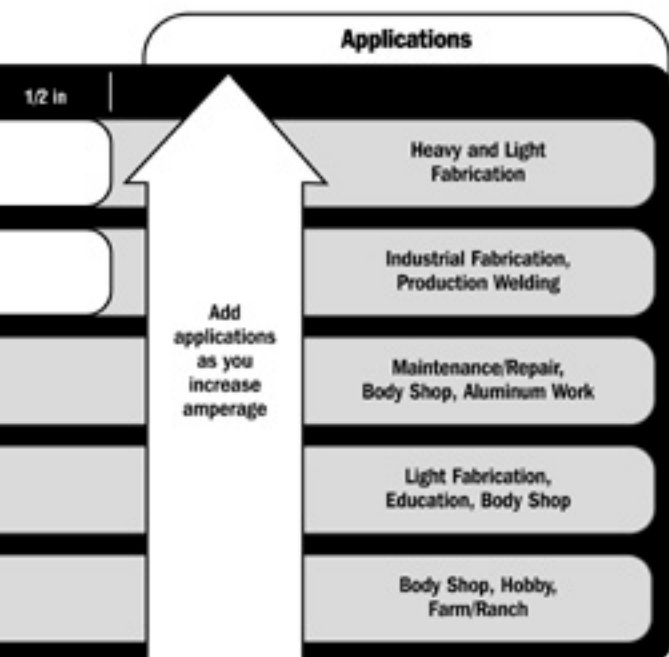 Applications
1/2 in
Heavy and Light
Fabrication
Industrial Fabrication,
Production Welding
Add
applications
as you
increase
amperage
Maintenance/Repair,
Body Shop, Aluminum Work
Light Fabrication,
Education, Body Shop
Body Shop, Hobby,
Farm/Ranch